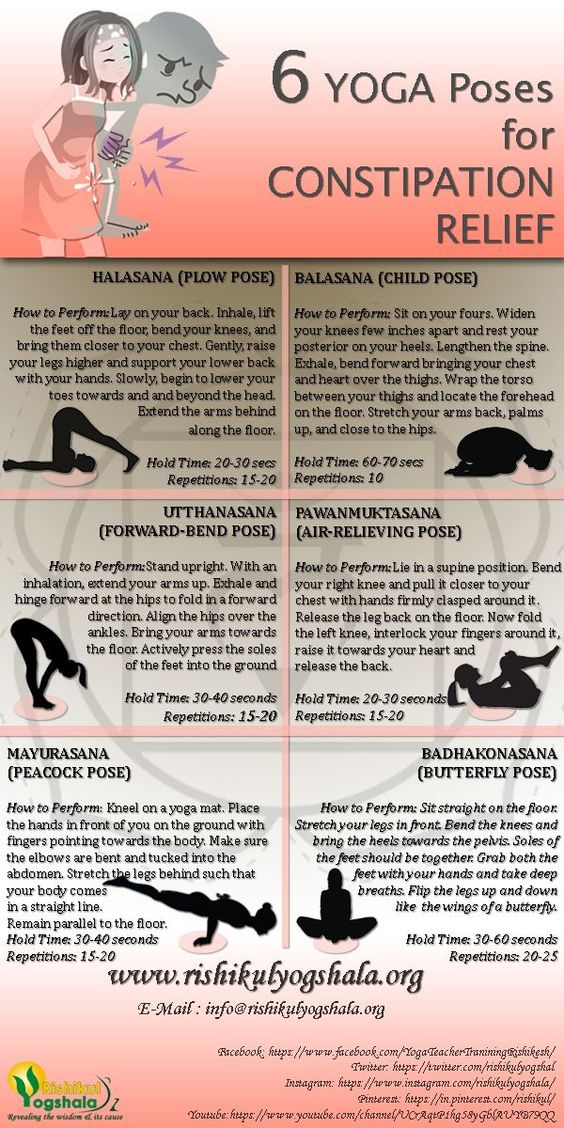 6 YOGA Poses
for
CONSTIPATION
RELIEF
HALASANA (PLOW POSE)
How to Perform: Lay on your back. Inhale, lift
the feet off the floor, bend your knees, and
bring them closer to your chest. Gently, raise
your legs higher and support your lower back
with your hands. Slowly, begin to lower your
toes towards and and beyond the head.
Extend the arms behind
along the floor.
Hold Time: 20-30 secs
Repetitions: 15-20
BALASANA (CHILD POSE)
How to Perform: Sit on your fours. Widen
your knees few inches apart and rest your
posterior on your heels. Lengthen the spine.
Exhale, bend forward bringing your chest
and heart over the thighs. Wrap the torso
between your thighs and locate the forehead
on the floor. Stretch your arms back, palms
up, and close to the hips.
Hold Time: 60-70 secs
Repetitions: 10
UTTHANASANA
(FORWARD-BEND POSE)
How to Perform: Stand upright. With an
inhalation, extend your arms up. Exhale and
hinge forward at the hips to fold in a forward
direction. Align the hips over the
ankles. Bring your arms towards
the floor. Actively press the soles
of the feet into the ground
Hold Time: 30-40 seconds
Repetitions: 15-20
PAWANMUKTASANA
(AIR-RELIEVING POSE)
How to Perform: Lie in a supine position. Bend
your right knee and pull it closer to your
chest with hands firmly clasped around it.
Release the leg back on the floor. Now fold
the left knee, interlock your fingers around it,
raise it towards your heart and
release the back.
Hold Time: 20-30 seconds
Repetitions: 15-20
MAYURASANA
(PEACOCK POSE)
How to Perform: Kneel on a yoga mat. Place
the hands in front of you on the ground with
fingers pointing towards the body. Make sure
the elbows are bent and tucked into the
abdomen. Stretch the legs behind such that
your body comes
in a straight line.
Remain parallel to the floor.
Hold Time: 30-40 seconds
Repetitions: 15-20
BADHAKONASANA
(BUTTERFLY POSE)
How to Perform: Sit straight on the floor.
Stretch your legs in front. Bend the knees and
bring the heels towards the pelvis. Soles of
the feet should be together. Grab both the
feet with your hands and take deep
breaths. Flip the legs up and down
like the wings of a butterfly.
Hold Time: 30-60 seconds
Repetitions: 20-25
www.rishikulyogshala.org
E-Mail : info@rishikulyogshala.org
Facebook: https://www.facebook.com/YogaTeacherTraniningRishikesh/
Twitter: https://twitter.com/rishikulyogshal
Instagram: https://www.instagram.com/rishikulyogshala/
Pinterest: https://in.pinterest.com/rishikul/
Youtube: https://www.youtube.com/channel/
Rishikul
Yogshala
Revealing the wisdom & its cause